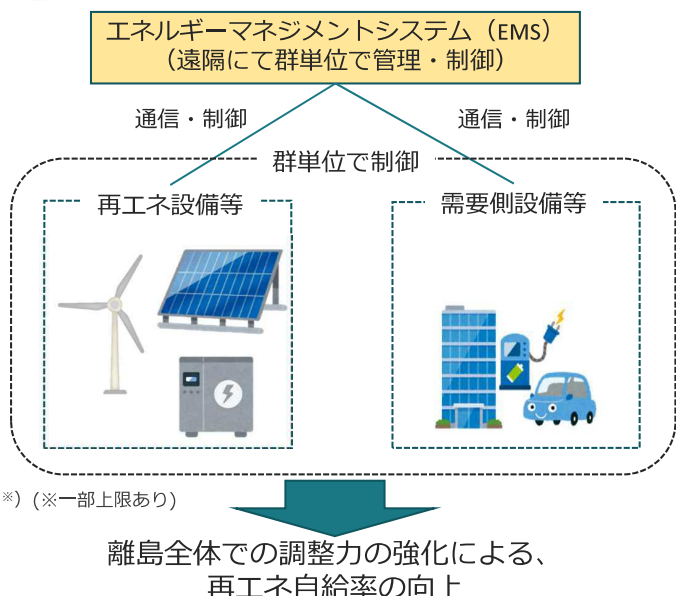 エネルギーマネジメントシステム（EMS）
（遠隔にて群単位で管理・制御）
通信・制御
通信・制御
群単位で制御
再エネ設備等
需要側設備等
※）(※一部上限あり）
離島全体での調整力の強化による、
再エネ自給率の向上